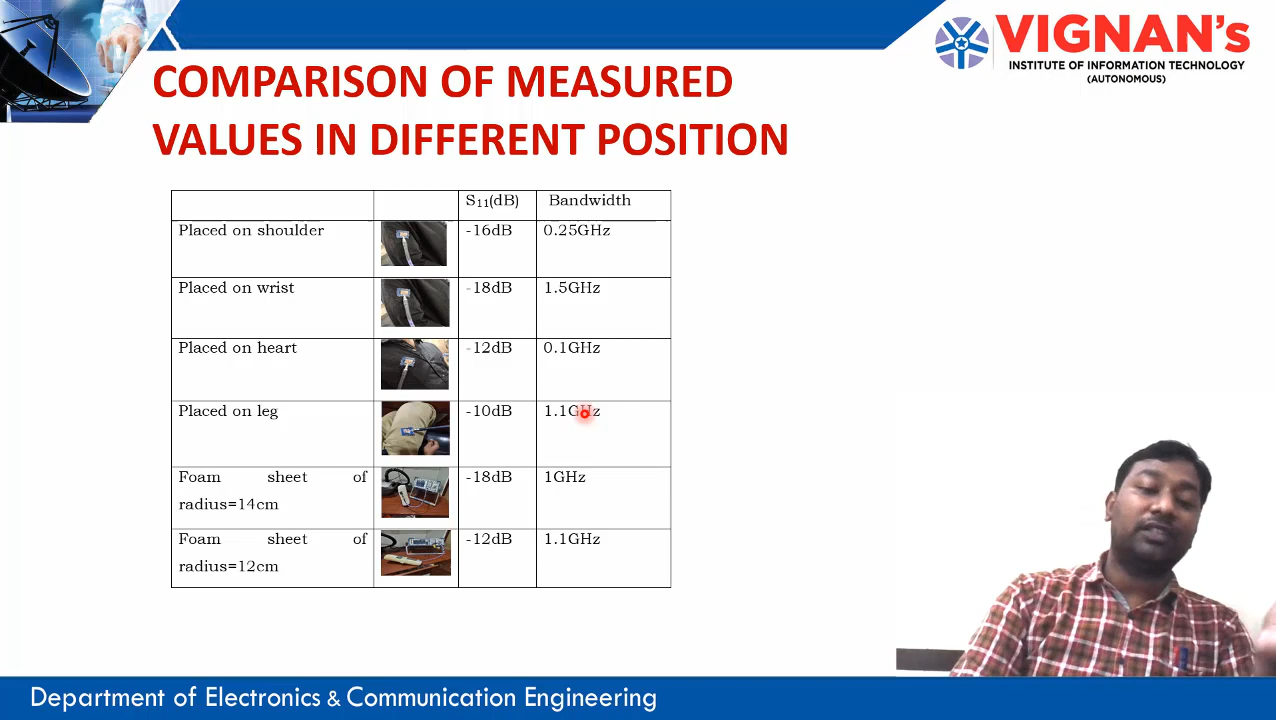 VIGNAN's
INSTITUTE OF INFORMATION TECHNOLOGY
(AUTONOMOUS)
COMPARISON OF MEASURED
VALUES IN DIFFERENT POSITION
S₁₁(dB) Bandwidth
Placed on shoulder -16dB 0.25GHz
Placed on wrist -18dB 1.5GHz
Placed on heart -12dB 0.1GHz
Placed on leg -10dB 1.1GHz
Foam sheet of -18dB 1GHz
radius=14cm
Foam sheet of -12dB 1.1GHz
radius=12cm
Department of Electronics & Communication Engineering